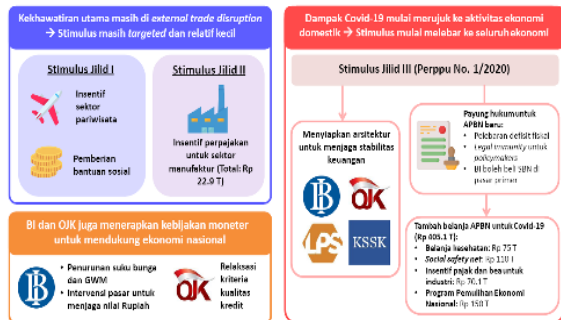 Kekhawatiran utama masih di external trade disruption
→ Stimulus masih targeted dan relatif kecil
Stimulus Jilid I
Insentif
sektor
pariwisata
Pemberian
bantuan sosial
Stimulus Jilid II
Insentif perpajakan
untuk sektor
manufaktur (Total: Rp
22.9 T)
BI dan OJK juga menerapkan kebijakan moneter
untuk mendukung ekonomi nasional
• Penurunan suku bunga
dan GWM
• Intervensi pasar untuk
menjaga nilai Rupiah
OJK
Relaksasi
kriteria
kualitas
kredit
Dampak Covid-19 mulai merujuk ke aktivitas ekonomi
domestik → Stimulus mulai melebar ke seluruh ekonomi
Stimulus Jilid III (Perppu No. 1/2020)
Menyiapkan arsitektur
untuk menjaga stabilitas
keuangan
OJK
LPS
KSSK
Payung hukum untuk
APBN baru:
• Pelebaran defisit fiskal
• Legal immunity untuk
policymakers
• BI boleh beli SBN di
pasar primer
Tambah belanja APBN untuk Covid-19
(Rp 405.1 T):
• Belanja kesehatan: Rp 75 T
• Social safety net: Rp 110 T
• Insentif pajak dan bea untuk
industri: Rp 70.1 T
• Program Pemulihan Ekonomi
Nasional: Rp 150 T